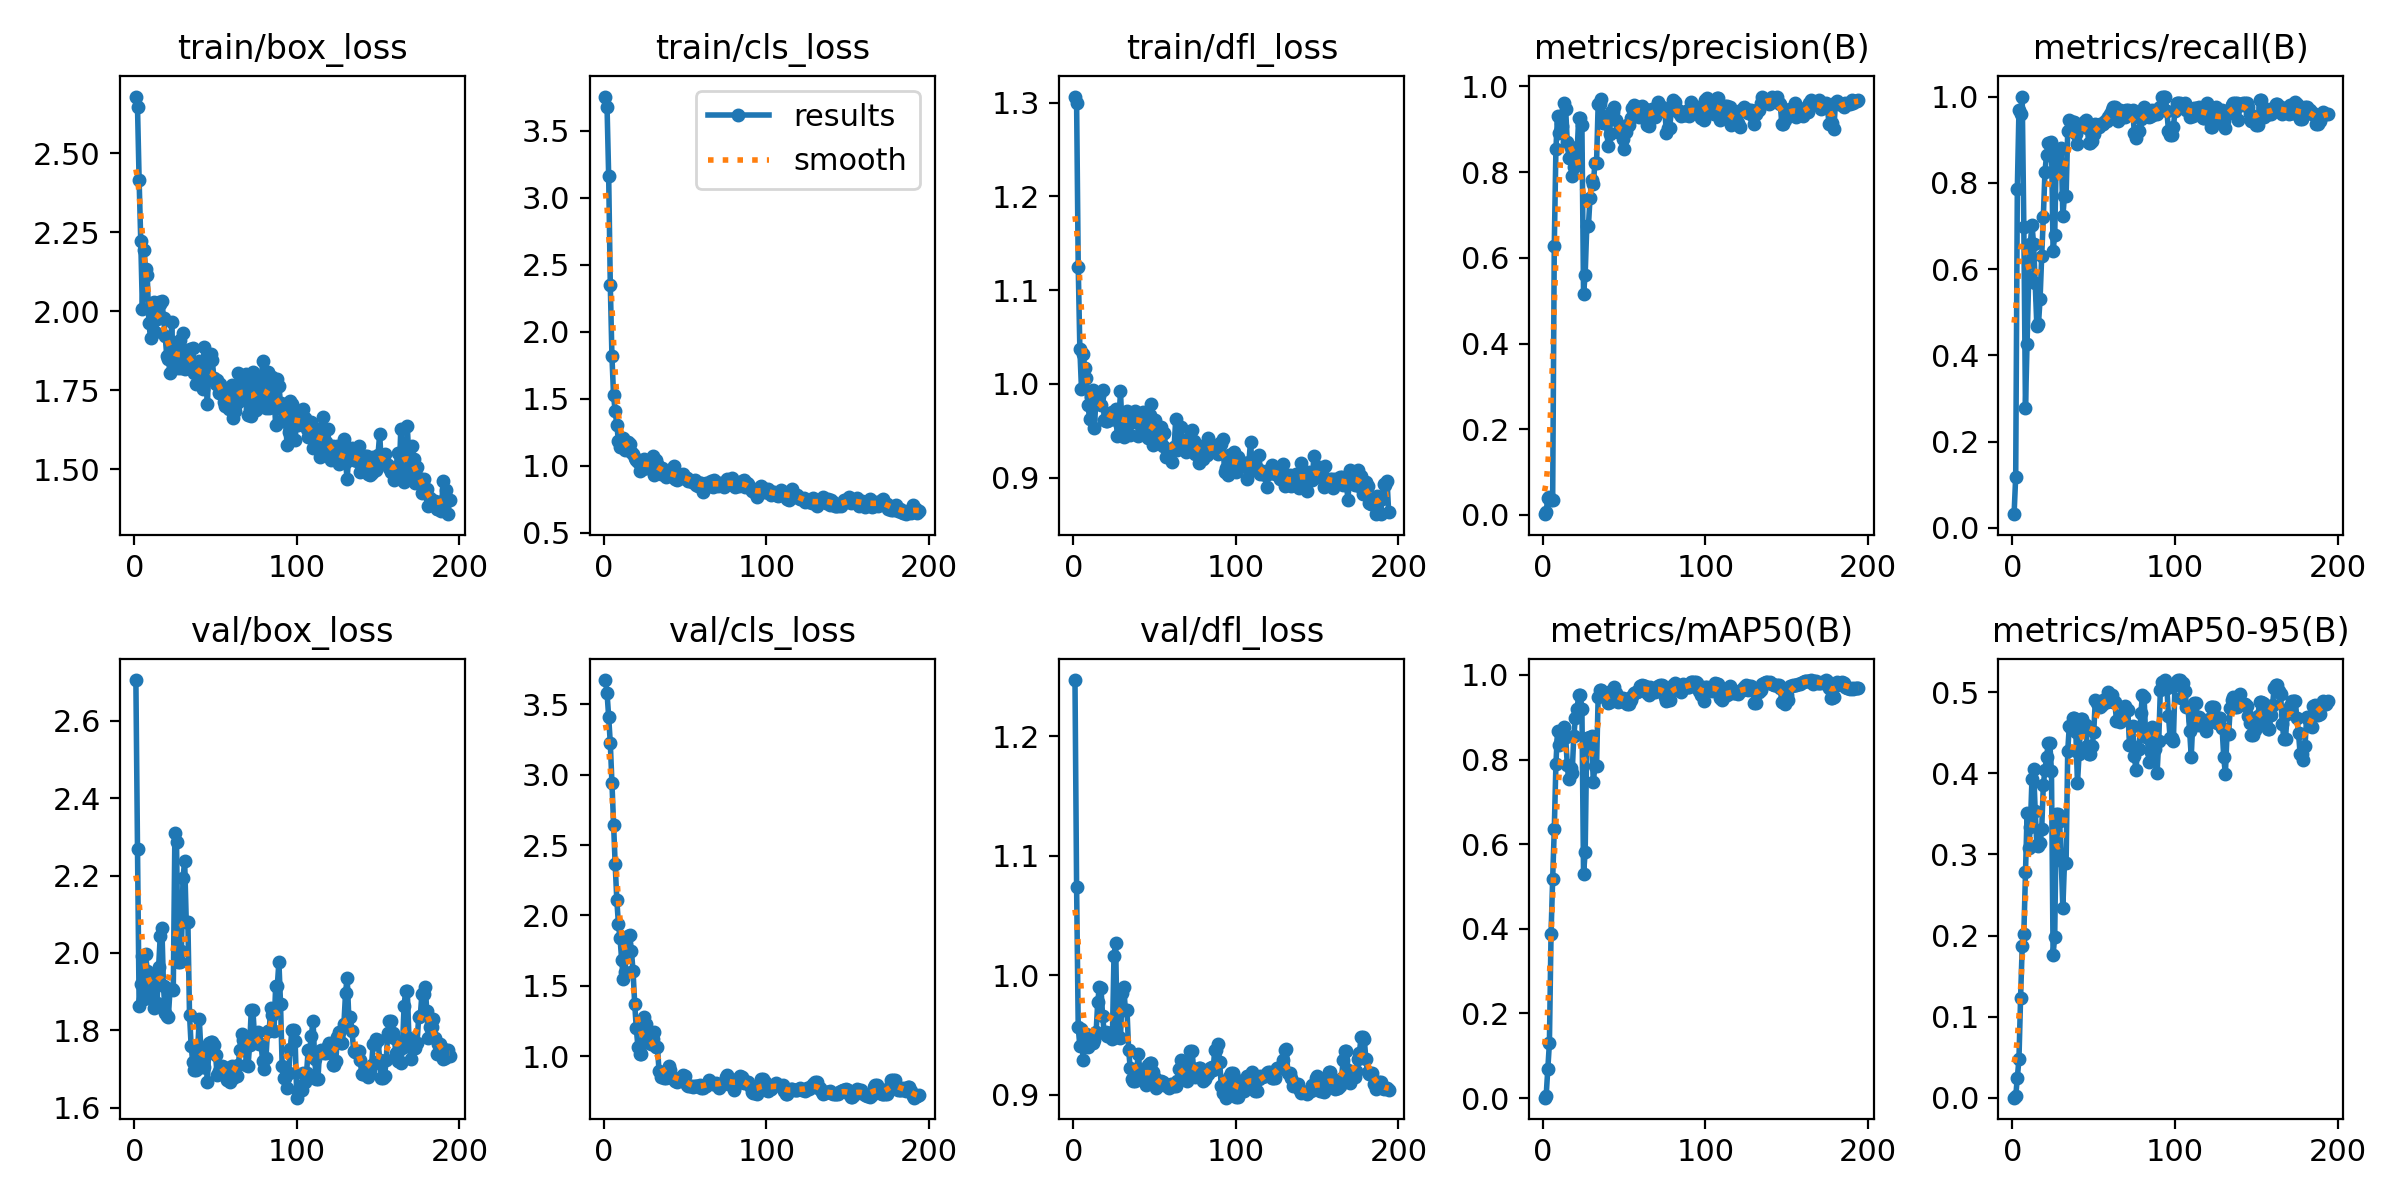 train/box_loss
2.50
2.25
2.00
1.75
1.50
0 100 200
train/cls_loss
results
smooth
3.5
3.0
2.5
2.0
1.5
1.0
0.5
0 100 200
train/dfl_loss
1.3
1.2
1.1
1.0
0.9
0 100 200
metrics/precision(B)
1.0
0.8
0.6
0.4
0.2
0.0
0 100 200
metrics/recall(B)
1.0
0.8
0.6
0.4
0.2
0.0
0 100 200
val/box_loss
2.6
2.4
2.2
2.0
1.8
1.6
0 100 200
val/cls_loss
3.5
3.0
2.5
2.0
1.5
1.0
0 100 200
val/dfl_loss
1.2
1.1
1.0
0.9
0 100 200
metrics/mAP50(B)
1.0
0.8
0.6
0.4
0.2
0.0
0 100 200
metrics/mAP50-95(B)
0.5
0.4
0.3
0.2
0.1
0.0
0 100 200